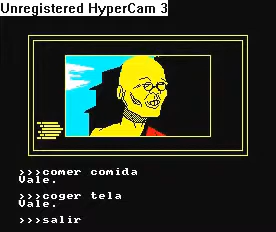 Unregistered HyperCam 3
>>>comer comida
Vale.
>>>coger tela
Vale.
>>>salir